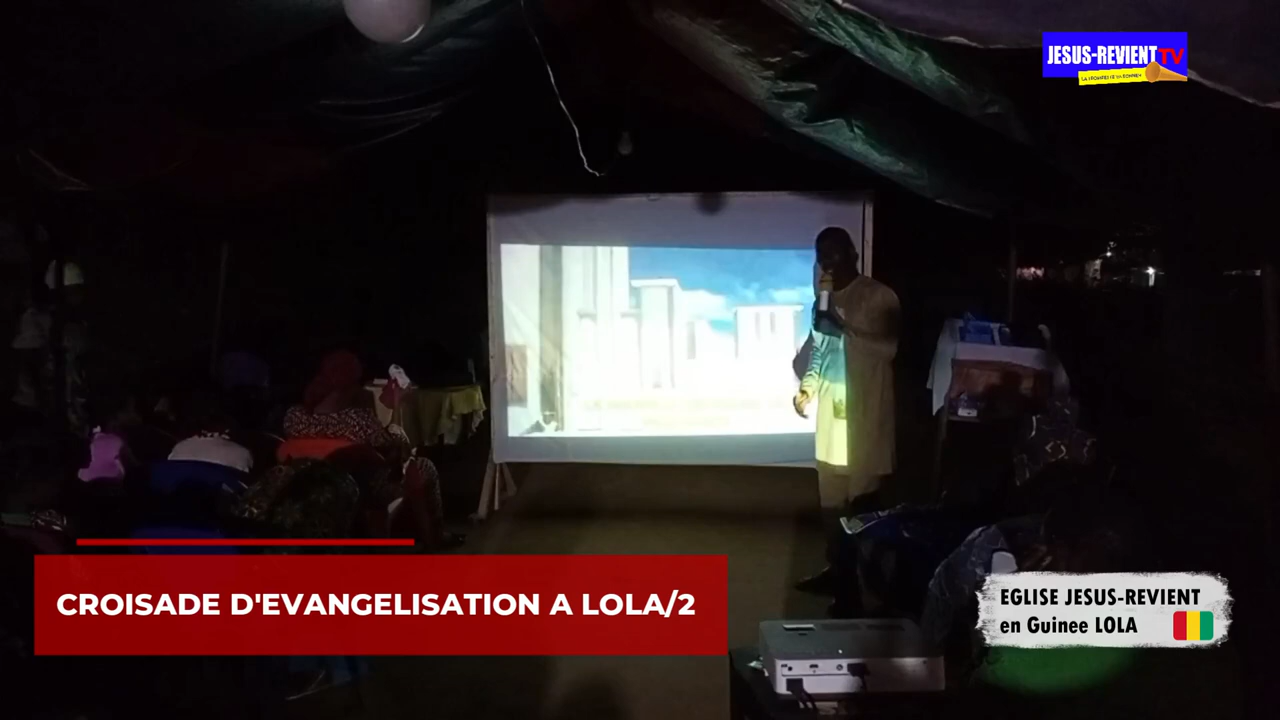 JESUS-REVIENT TV
CROISADE D'EVANGELISATION A LOLA/2
EGLISE JESUS-REVIENT
en Guinee LOLA